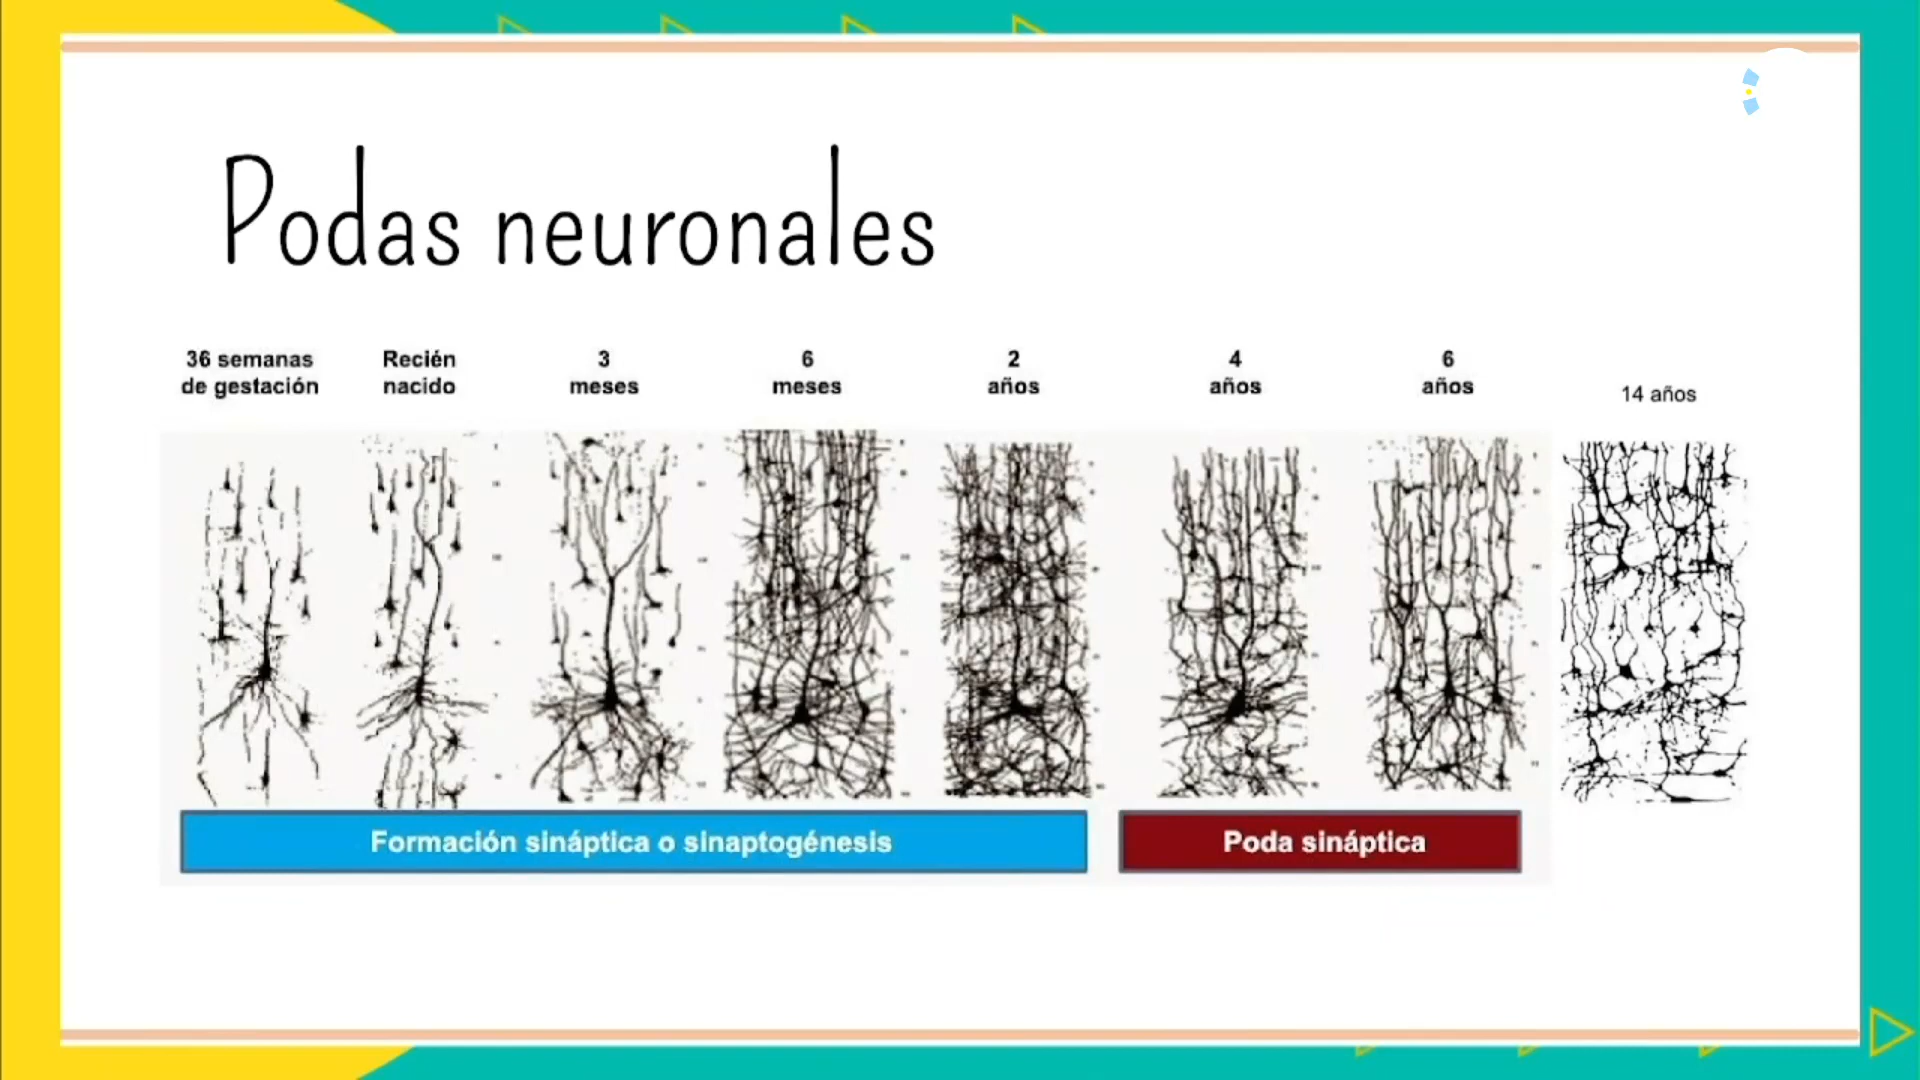 Podas neuronales
36 semanas
de gestación
Recién
nacido
3
meses
6
meses
2
años
4
años
6
años
14 años
Formación sináptica o sinaptogénesis
Poda sináptica